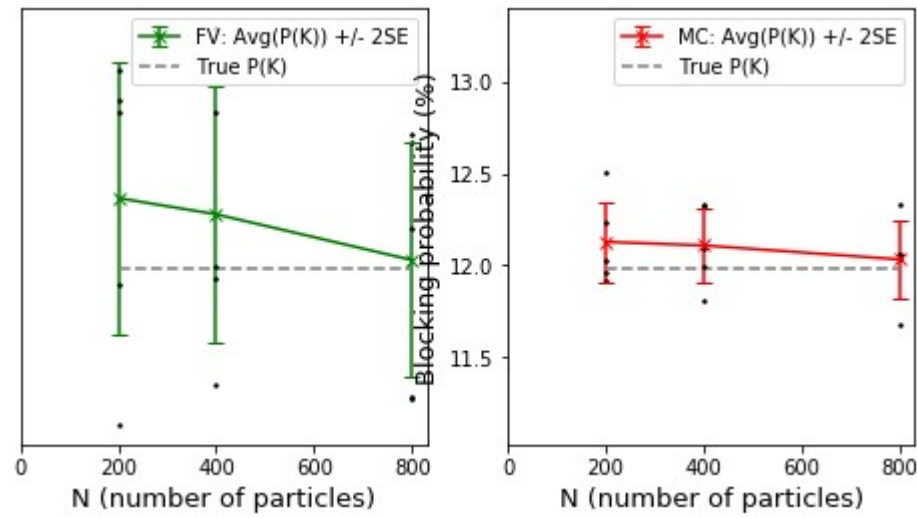 FV: Avg(P(K)) +/- 2SE
True P(K)
0
200
400
600
800
N (number of particles)
Blocking probability (%)
13.0
12.5
12.0
11.5
MC: Avg(P(K)) +/- 2SE
True P(K)
0
200
400
600
800
N (number of particles)